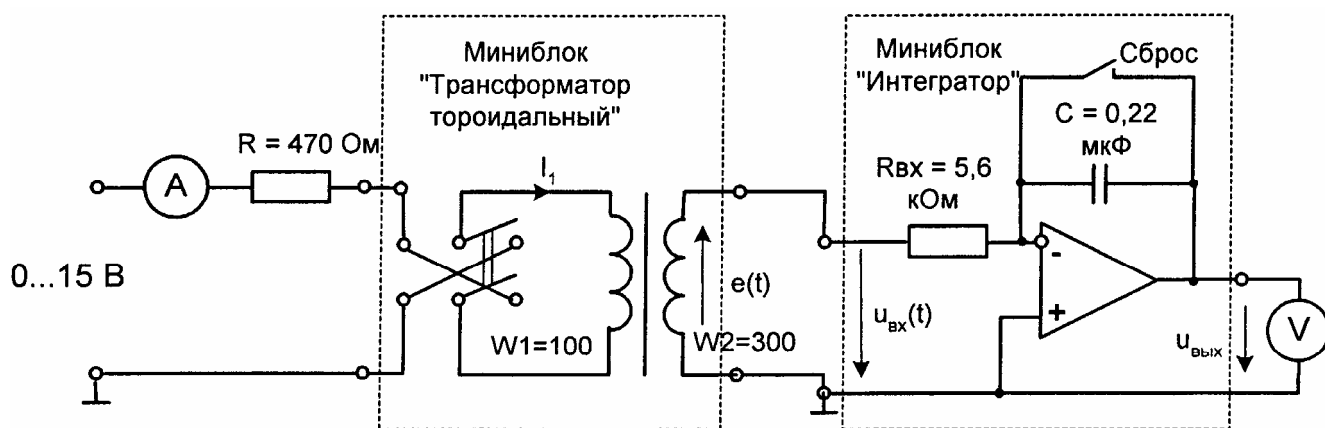 Миниблок
"Трансформатор
тороидальный"
Миниблок
"Интегратор"
Сброс
C = 0,22
мкФ
R = 470 Ом
I₁
Rвх = 5,6
кОм
A
-
+
0...15 В
e(t)
uвх(t)
uвых
V
W1=100
W2=300